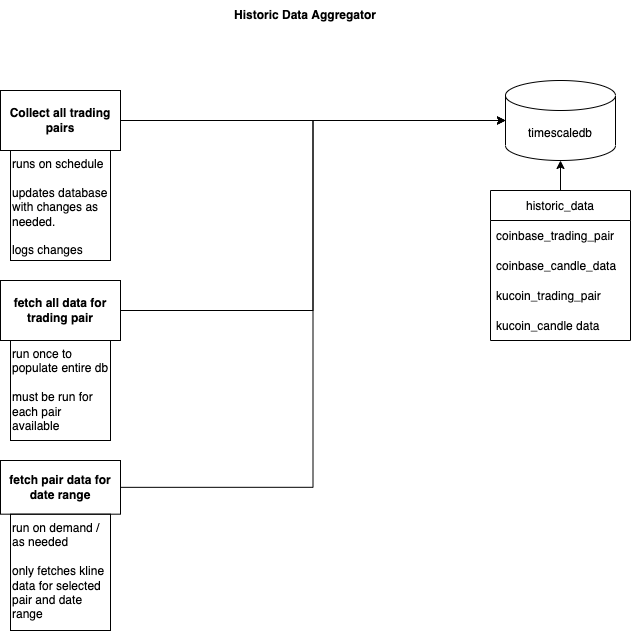 Historic Data Aggregator
Collect all trading
pairs
runs on schedule
updates database
with changes as
needed.
logs changes
timescaledb
historic_data
coinbase_trading_pair
coinbase_candle_data
kucoin_trading_pair
kucoin_candle data
fetch all data for
trading pair
run once to
populate entire db
must be run for
each pair
available
fetch pair data for
date range
run on demand /
as needed
only fetches kline
data for selected
pair and date
range